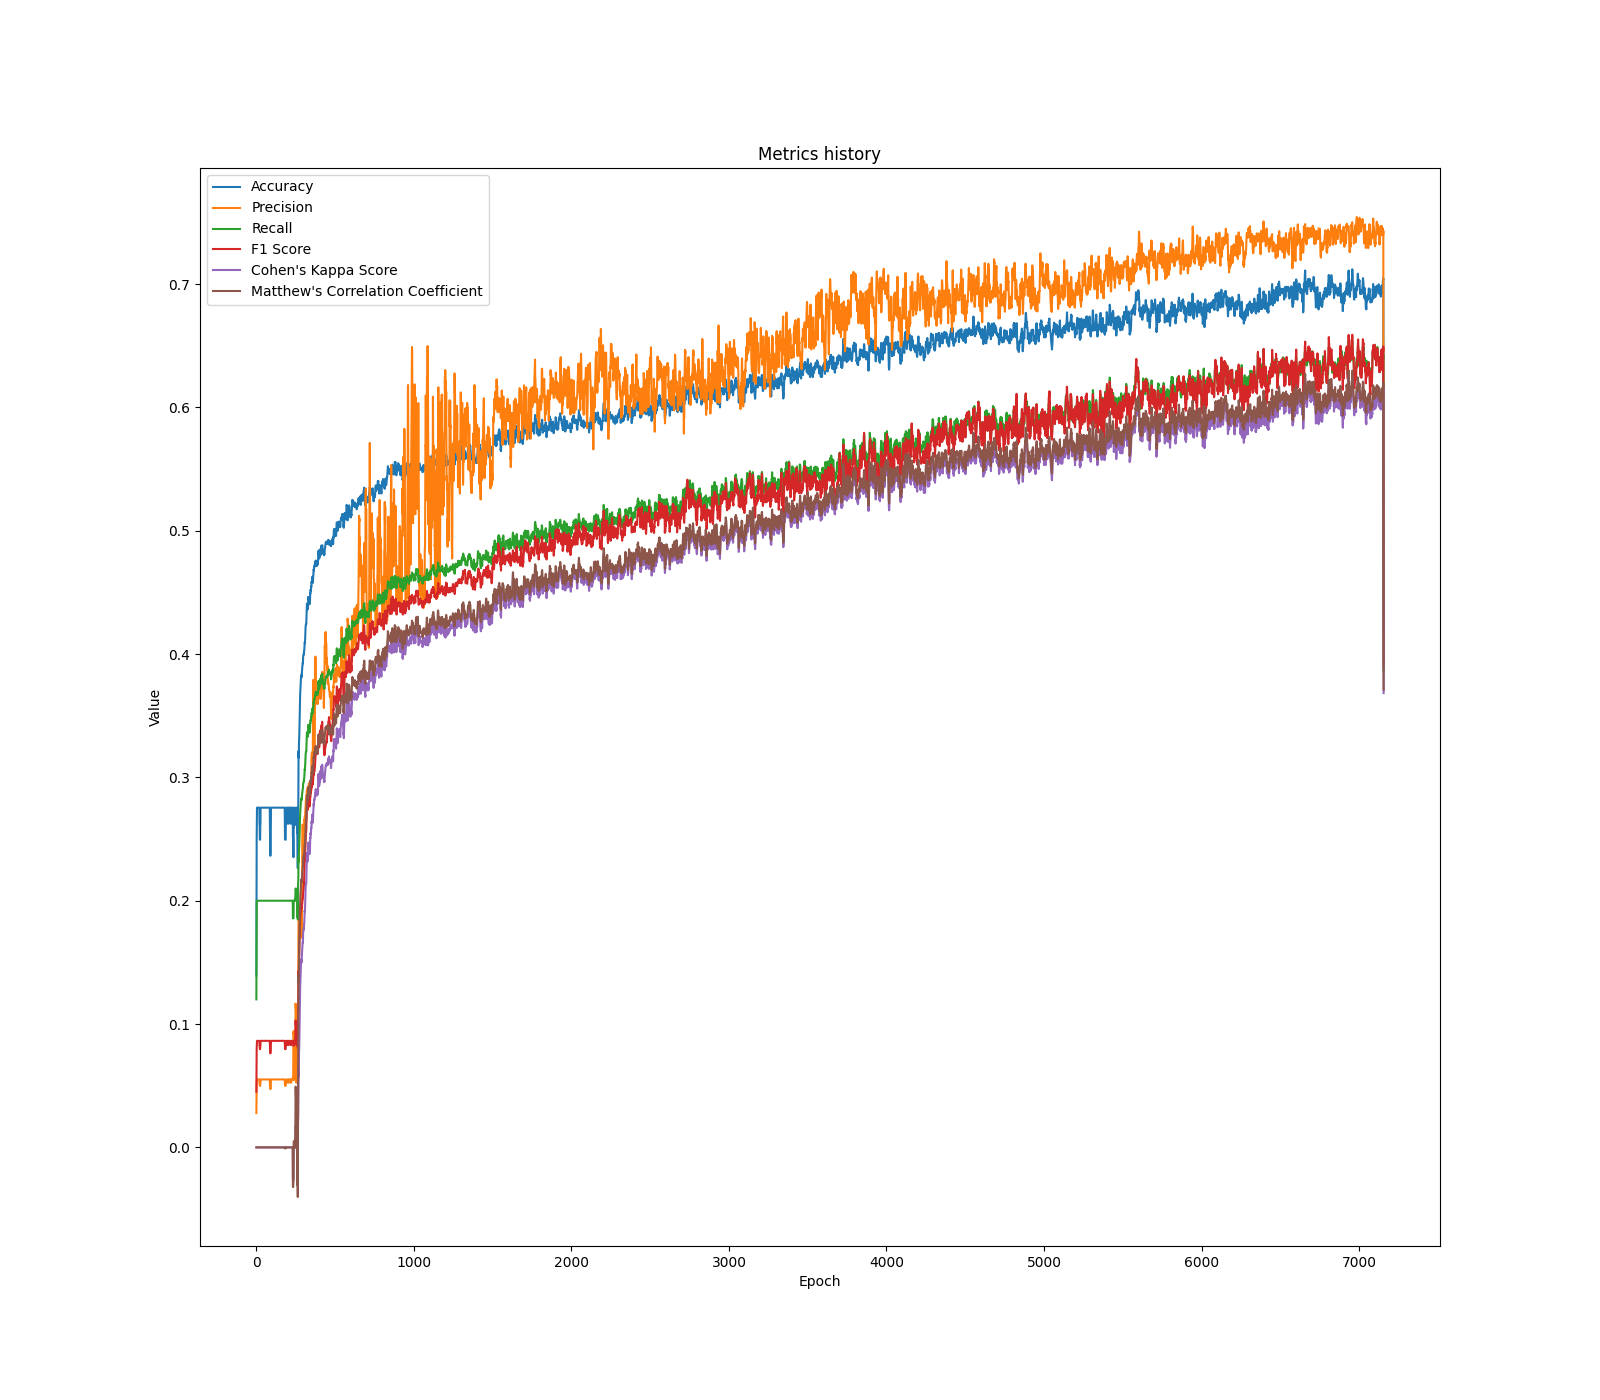 Metrics history
Accuracy
Precision
Recall
F1 Score
Cohen's Kappa Score
Matthew's Correlation Coefficient
Value
0.7
0.6
0.5
0.4
0.3
0.2
0.1
0.0
0 1000 2000 3000 4000 5000 6000 7000
Epoch